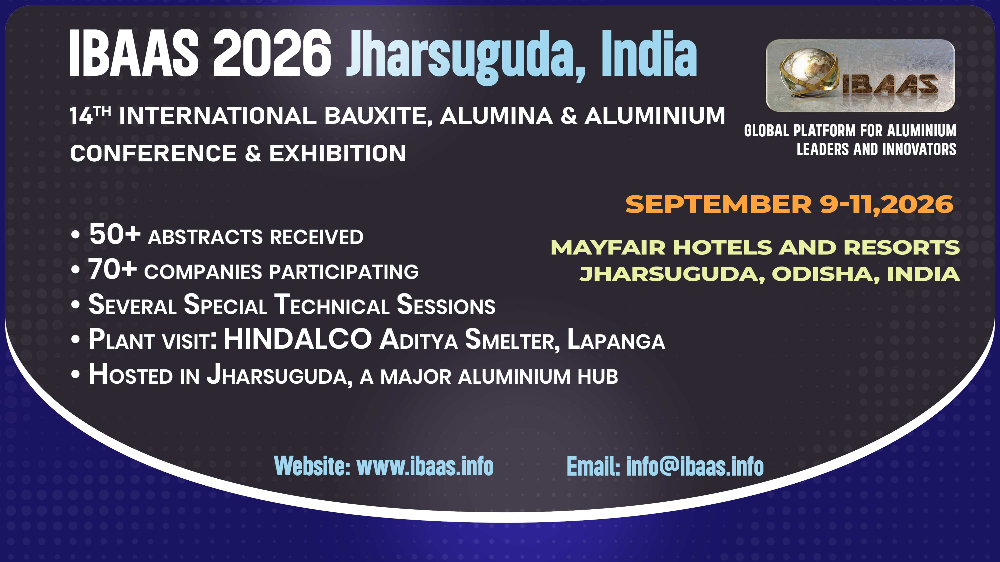 IBAAS 2026 Jharsuguda, India
IBAAS
14TH INTERNATIONAL BAUXITE, ALUMINA & ALUMINIUM
CONFERENCE & EXHIBITION
GLOBAL PLATFORM FOR ALUMINIUM
LEADERS AND INNOVATORS
SEPTEMBER 9-11,2026
MAYFAIR HOTELS AND RESORTS
JHARSUGUDA, ODISHA, INDIA
• 50+ ABSTRACTS RECEIVED
• 70+ COMPANIES PARTICIPATING
• SEVERAL SPECIAL TECHNICAL SESSIONS
• PLANT VISIT: HINDALCO ADITYA SMELTER, LAPANGA
• HOSTED IN JHARSUGUDA, A MAJOR ALUMINIUM HUB
Website: www.ibaas.info
Email: info@ibaas.info